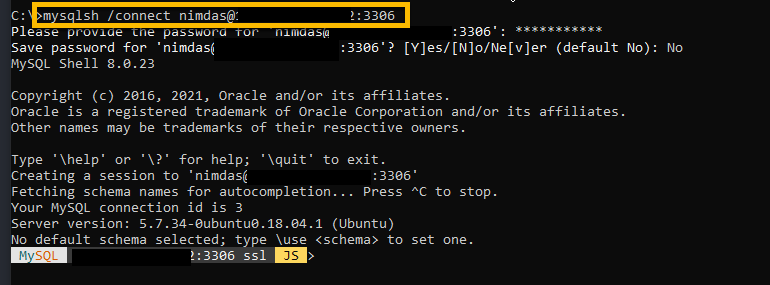 C:\>mysqlsh /connect nimdas@ 2:3306
Please provide the password for 'nimdas@ :3306': ***********
Save password for 'nimdas@ :3306'? [Y]es/[N]o/Ne[v]er (default No): No
MySQL Shell 8.0.23
Copyright (c) 2016, 2021, Oracle and/or its affiliates.
Oracle is a registered trademark of Oracle Corporation and/or its affiliates.
Other names may be trademarks of their respective owners.
Type '\help' or '\?' for help; '\quit' to exit.
Creating a session to 'nimdas@ :3306'
Fetching schema names for autocompletion... Press ^C to stop.
Your MySQL connection id is 3
Server version: 5.7.34-0ubuntu0.18.04.1 (Ubuntu)
No default schema selected; type \use <schema> to set one.
MySQL 2:3306 ssl JS >